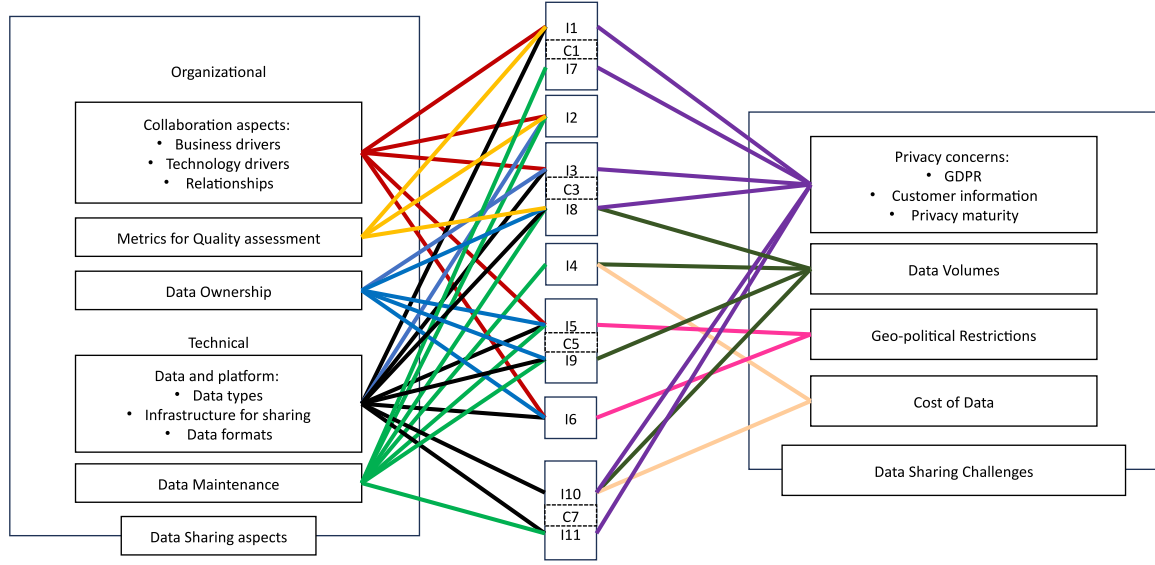 Organizational
Collaboration aspects:
• Business drivers
• Technology drivers
• Relationships
Metrics for Quality assessment
Data Ownership
Technical
Data and platform:
• Data types
• Infrastructure for sharing
• Data formats
Data Maintenance
Data Sharing aspects
I1
C1
I7
I2
I3
C3
I8
I4
I5
C5
I9
I6
I10
C7
I11
Privacy concerns:
• GDPR
• Customer information
• Privacy maturity
Data Volumes
Geo-political Restrictions
Cost of Data
Data Sharing Challenges